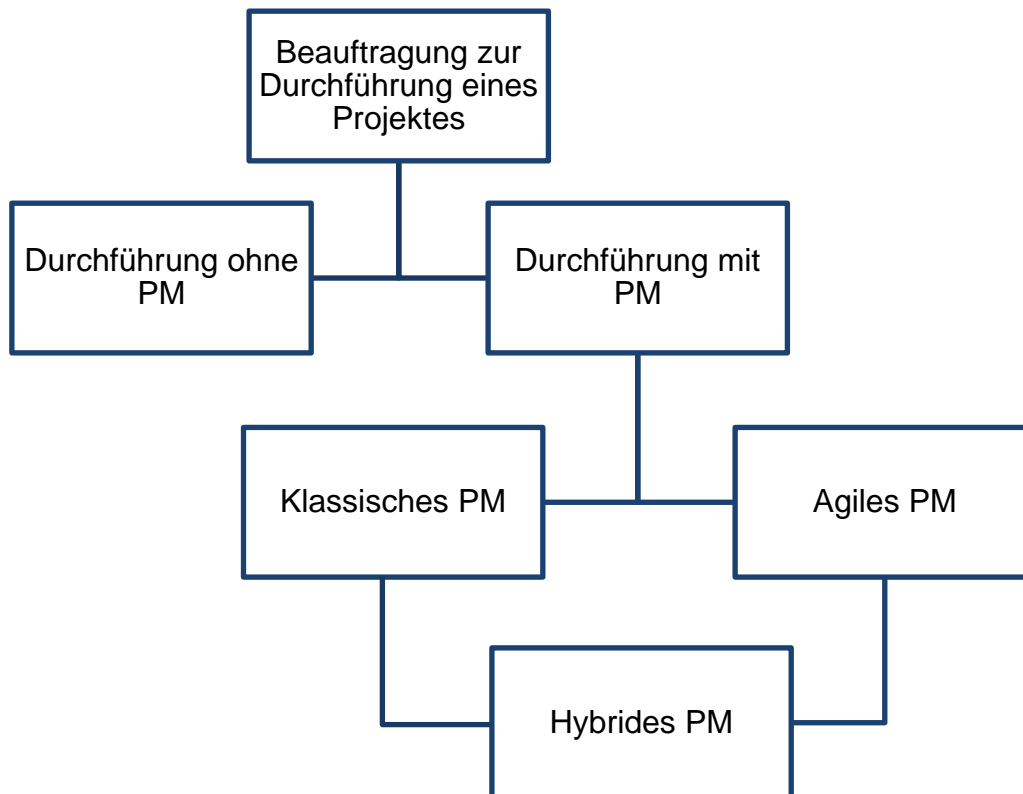 Beauftragung zur
Durchführung eines
Projektes
Durchführung ohne
PM
Durchführung mit
PM
Klassisches PM
Agiles PM
Hybrides PM